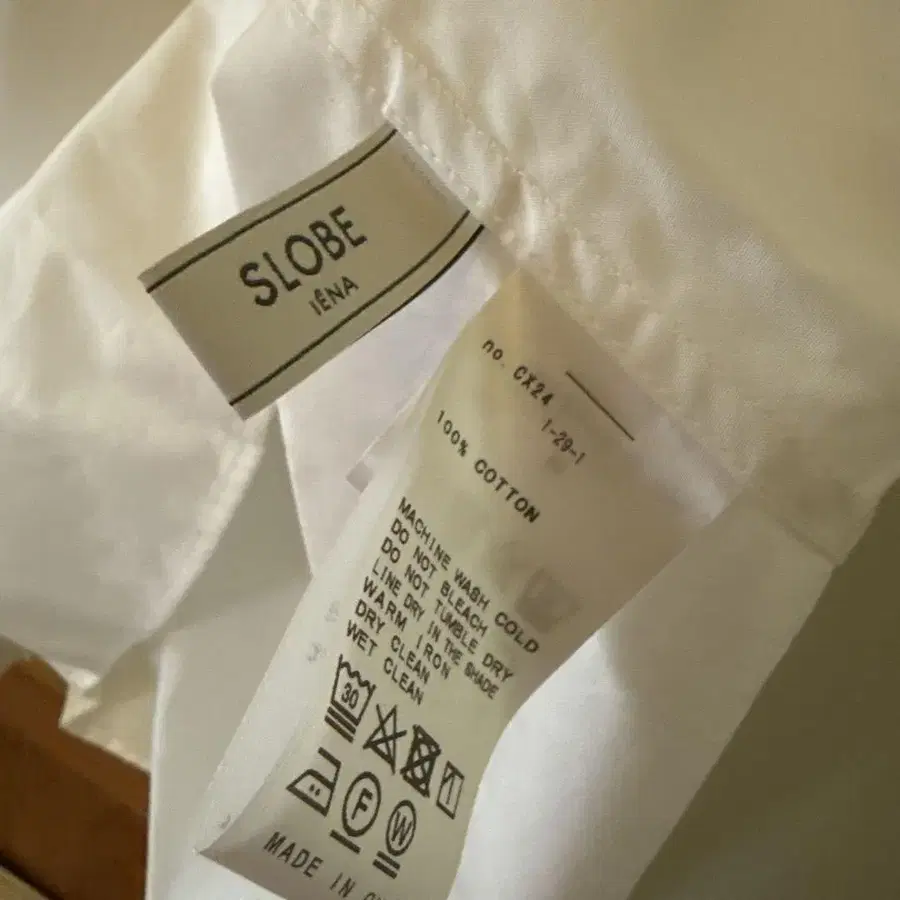 SLOBE
IÉNA
no. CX24
1-29-1
100% COTTON
MACHINE WASH COLD
DO NOT BLEACH
DO NOT TUMBLE DRY
LINE DRY IN THE SHADE
WARM IRON
DRY CLEAN
WET CLEAN
30
F
W
MADE IN